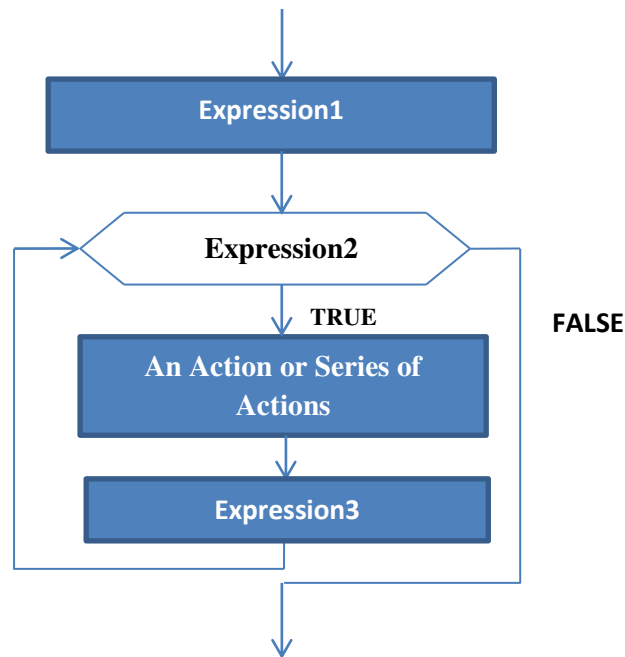 Expression1
Expression2
TRUE
FALSE
An Action or Series of
Actions
Expression3